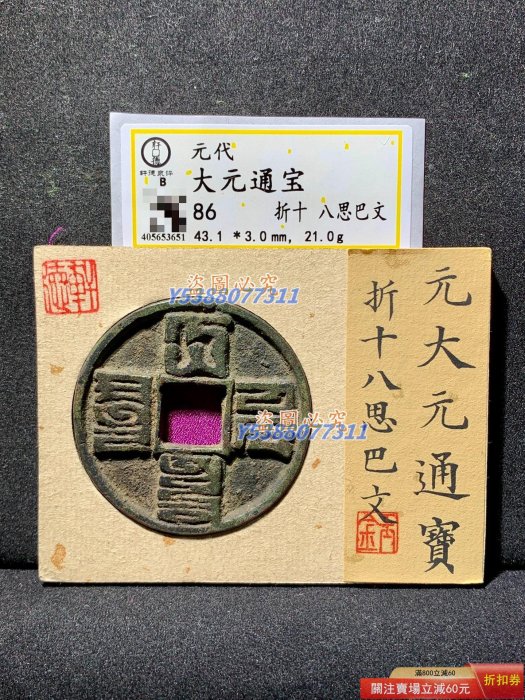 元代
大元通宝
B
86 折十 八思巴文
405653651
43.1 *3.0mm, 21.0g
盗圖必究
Y5388077311
盗圖必究
Y5388077311
元大元通寶
折十八思巴文
滿800立減60
關注賣場立減60元
折扣券